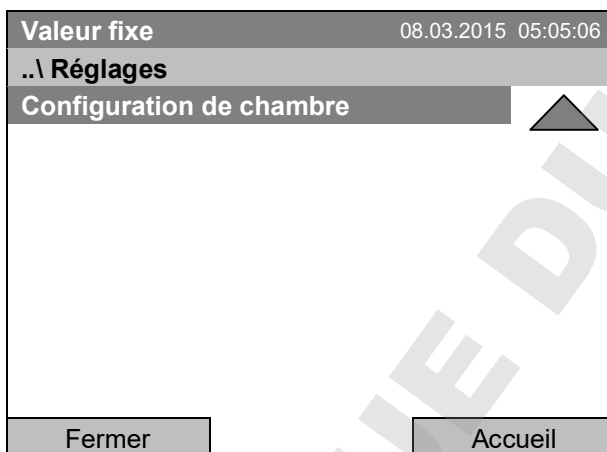 Valeur fixe 08.03.2015 05:05:06
..\ Réglages
Configuration de chambre
Fermer Accueil